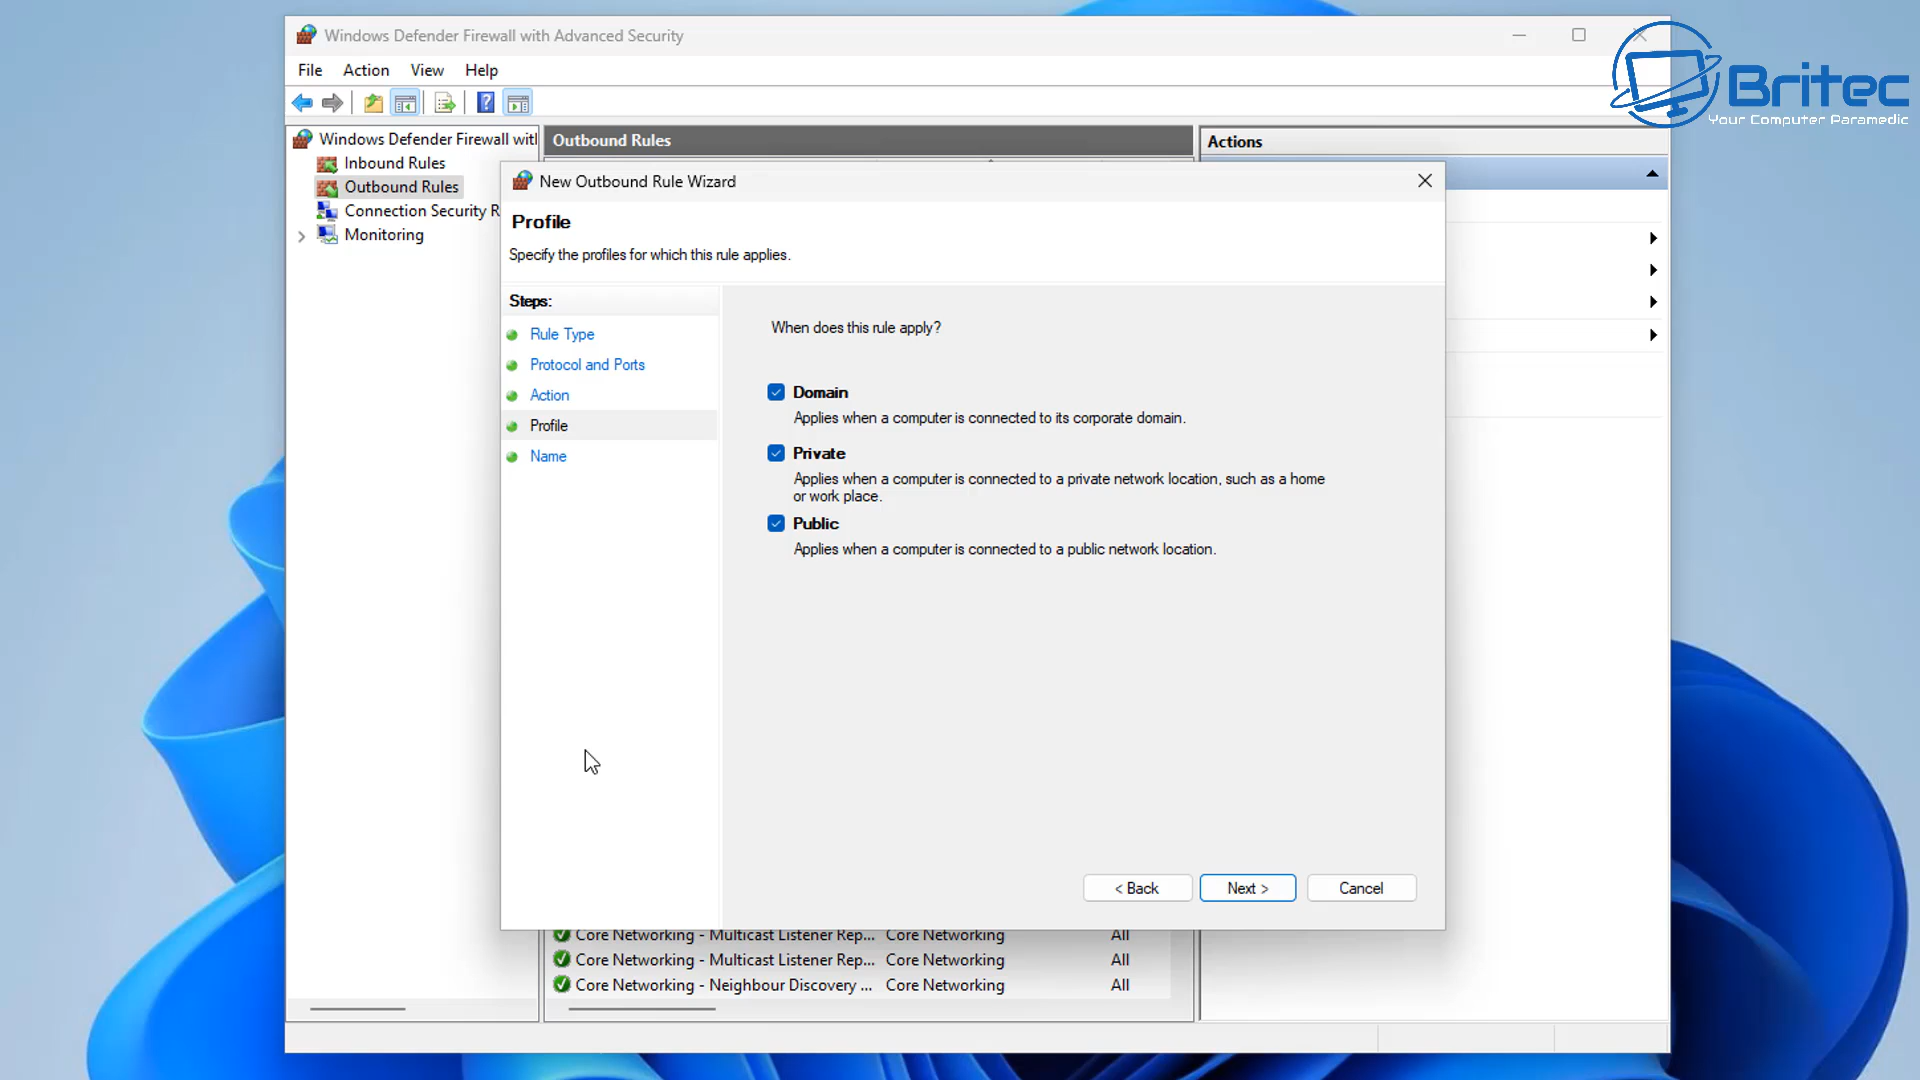 Windows Defender Firewall with Advanced Security
Britec
Your Computer Paramedic
File Action View Help
Windows Defender Firewall witl
Inbound Rules
Outbound Rules
Connection Security R
Monitoring
Outbound Rules
Actions
New Outbound Rule Wizard
Profile
Specify the profiles for which this rule applies.
Steps:
Rule Type
Protocol and Ports
Action
Profile
Name
When does this rule apply?
Domain
Applies when a computer is connected to its corporate domain.
Private
Applies when a computer is connected to a private network location, such as a home
or work place.
Public
Applies when a computer is connected to a public network location.
< Back Next > Cancel
Core Networking - Multicast Listener Rep... Core Networking All
Core Networking - Multicast Listener Rep... Core Networking All
Core Networking - Neighbour Discovery ... Core Networking All